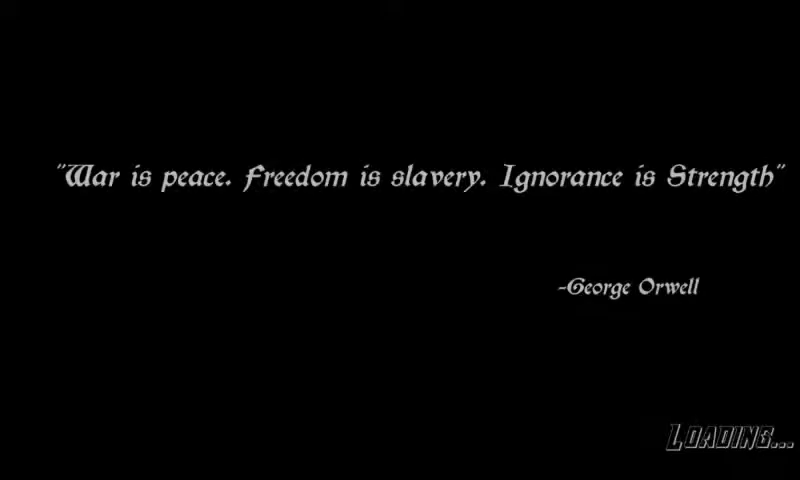 "War is peace. Freedom is slavery. Ignorance is Strength"
-George Orwell
Loading...